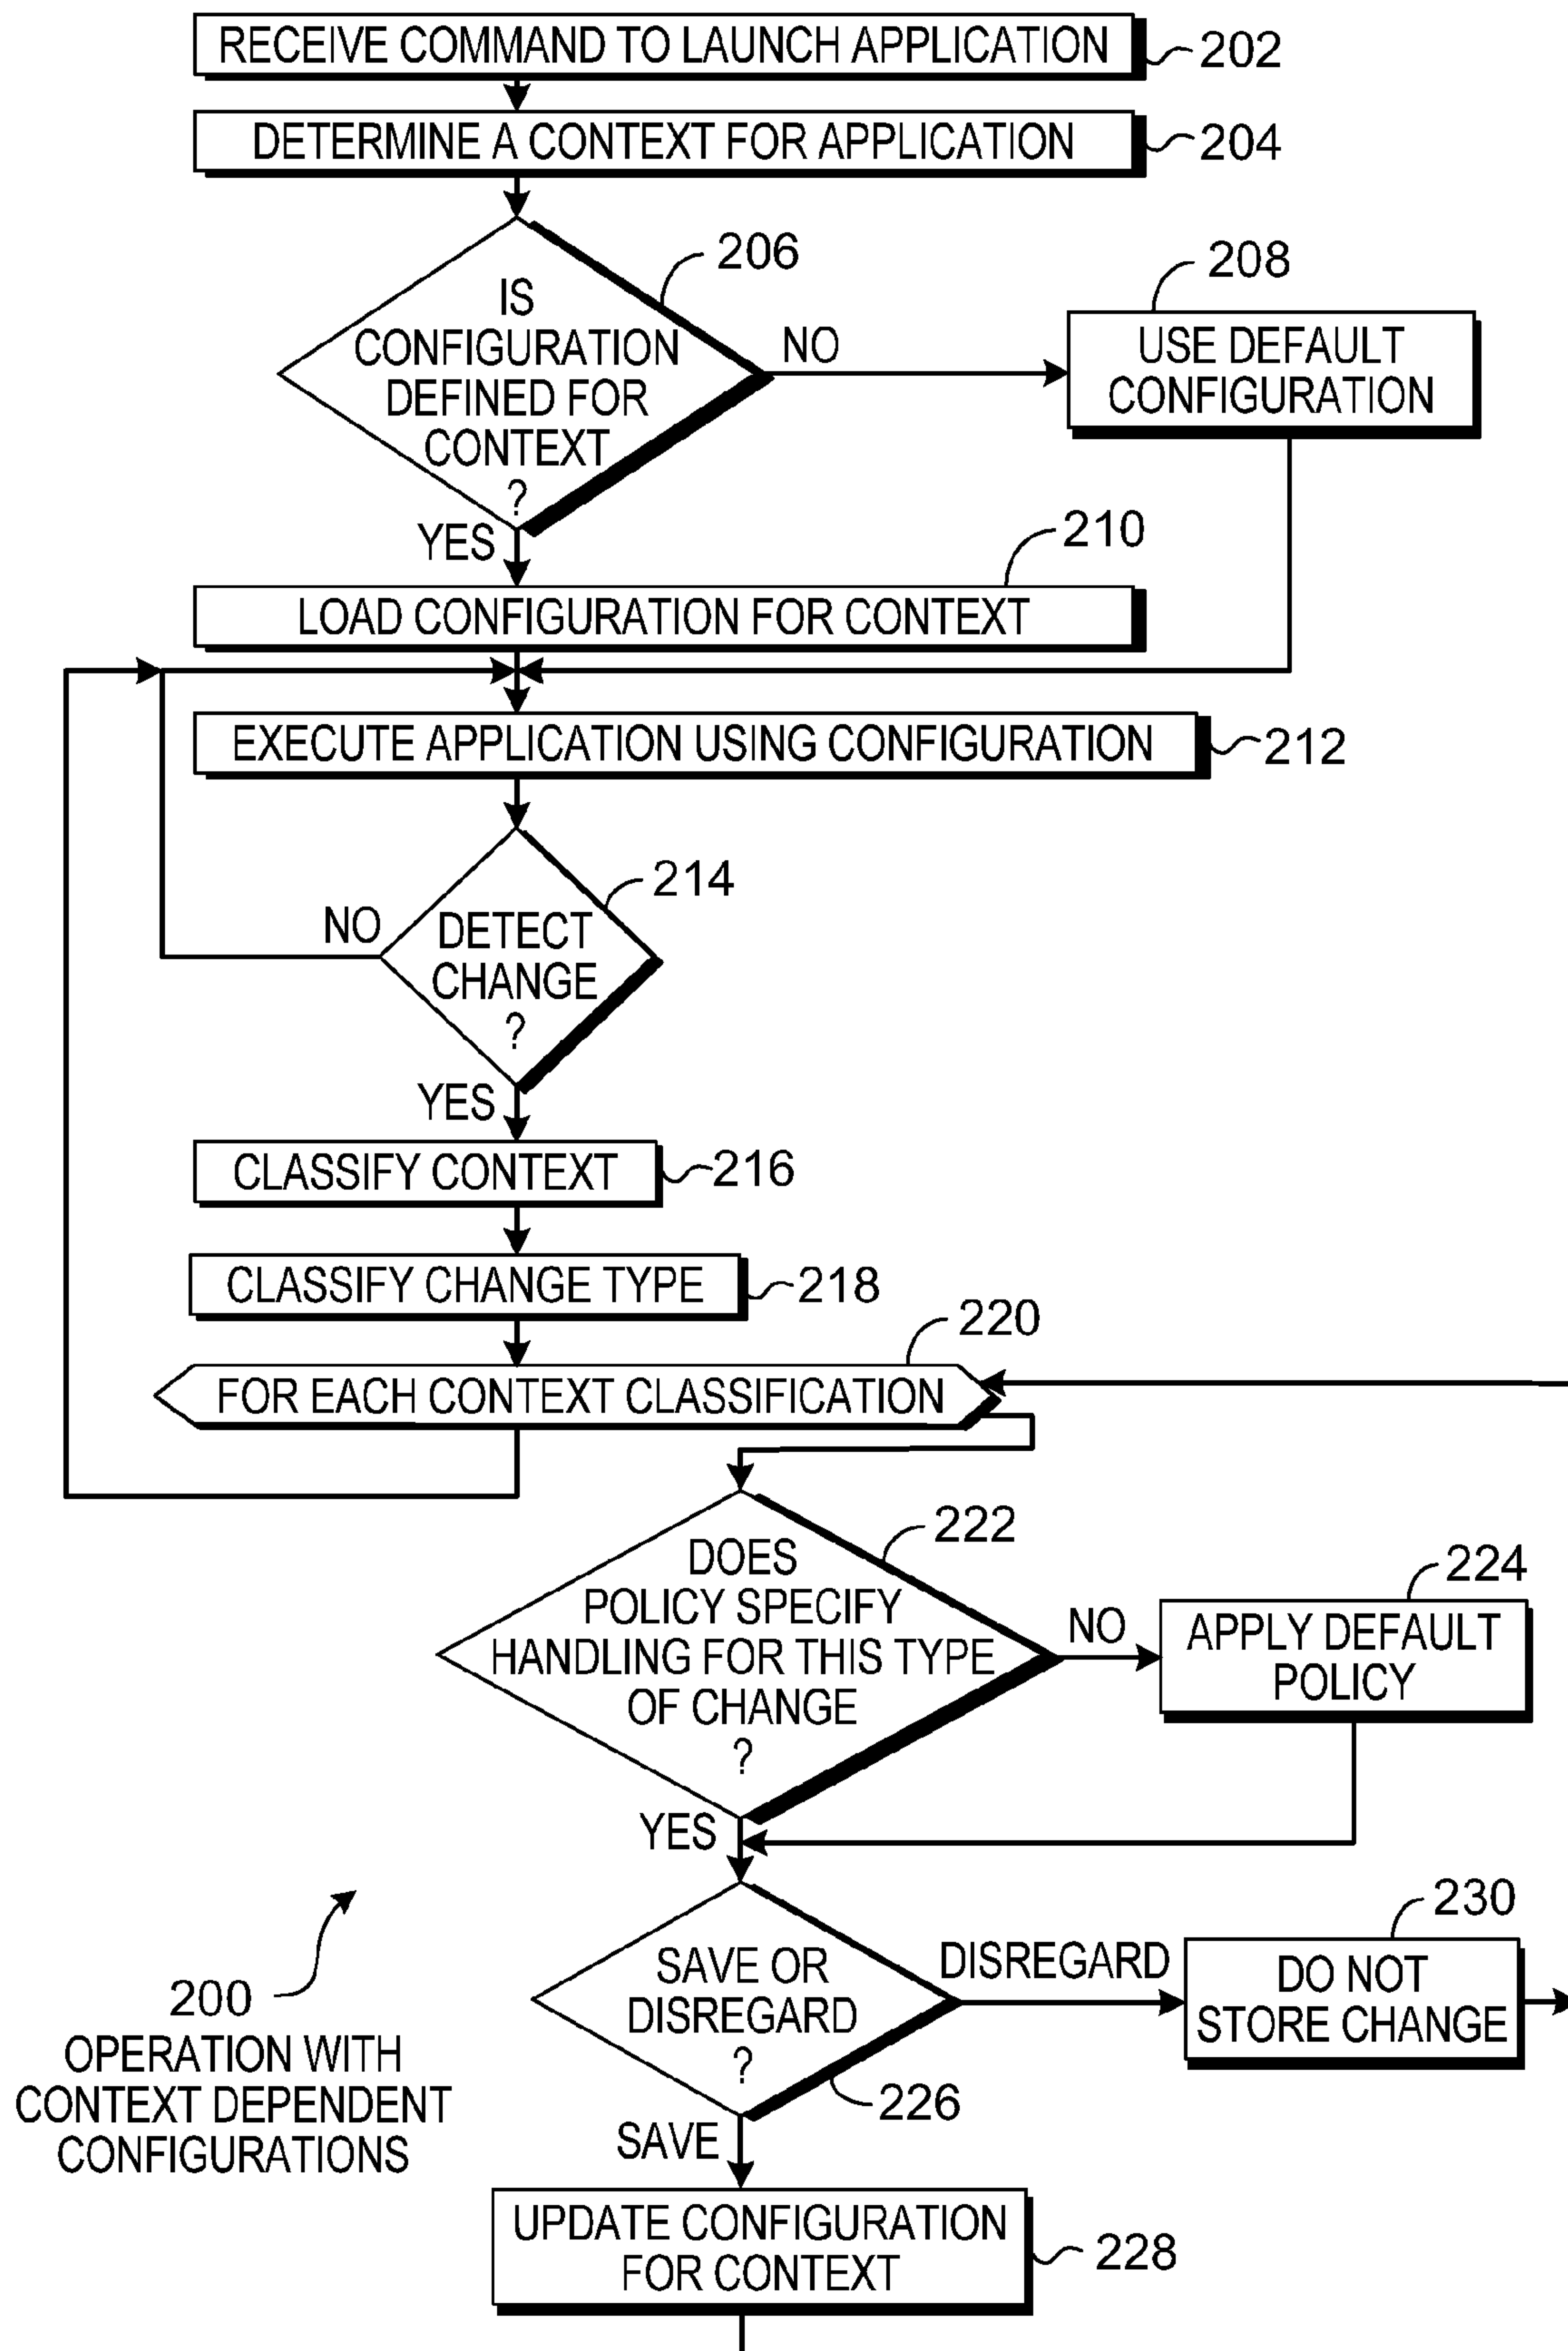 RECEIVE COMMAND TO LAUNCH APPLICATION
202
DETERMINE A CONTEXT FOR APPLICATION
204
206
IS
CONFIGURATION
DEFINED FOR
CONTEXT
?
NO
208
USE DEFAULT
CONFIGURATION
YES
210
LOAD CONFIGURATION FOR CONTEXT
EXECUTE APPLICATION USING CONFIGURATION
212
214
NO
DETECT
CHANGE
?
YES
CLASSIFY CONTEXT
216
CLASSIFY CHANGE TYPE
218
220
FOR EACH CONTEXT CLASSIFICATION
222
DOES
POLICY SPECIFY
HANDLING FOR THIS TYPE
OF CHANGE
?
NO
224
APPLY DEFAULT
POLICY
YES
SAVE OR
DISREGARD
?
226
DISREGARD
230
DO NOT
STORE CHANGE
200
OPERATION WITH
CONTEXT DEPENDENT
CONFIGURATIONS
SAVE
UPDATE CONFIGURATION
FOR CONTEXT
228